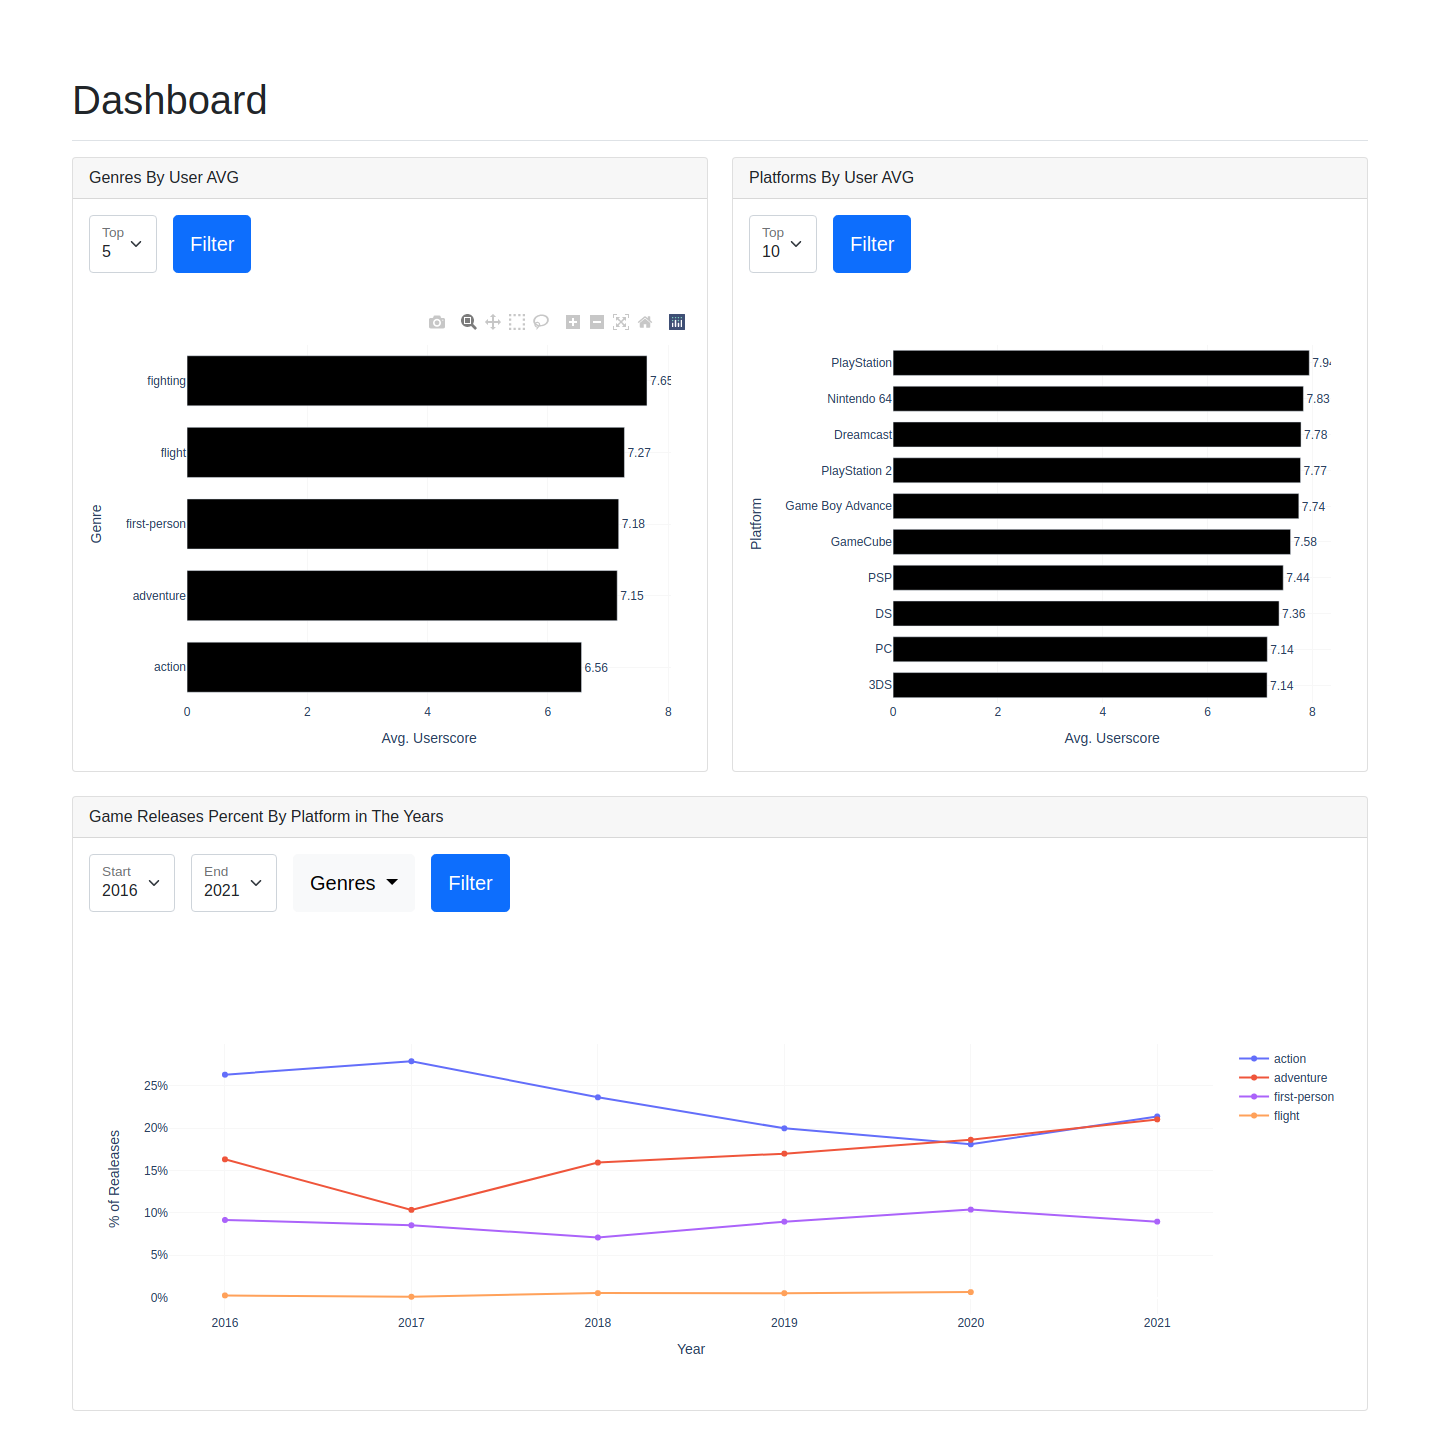 Dashboard
Genres By User AVG
Top
5
Filter
fighting
7.65
flight
7.27
first-person
7.18
adventure
7.15
action
6.56
0 2 4 6 8
Genre
Avg. Userscore
Platforms By User AVG
Top
10
Filter
PlayStation
7.94
Nintendo 64
7.83
Dreamcast
7.78
PlayStation 2
7.77
Game Boy Advance
7.74
GameCube
7.58
PSP
7.44
DS
7.36
PC
7.14
3DS
7.14
0 2 4 6 8
Platform
Avg. Userscore
Game Releases Percent By Platform in The Years
Start
2016
End
2021
Genres
Filter
action
adventure
first-person
flight
25%
20%
15%
10%
5%
0%
% of Realeases
2016 2017 2018 2019 2020 2021
Year